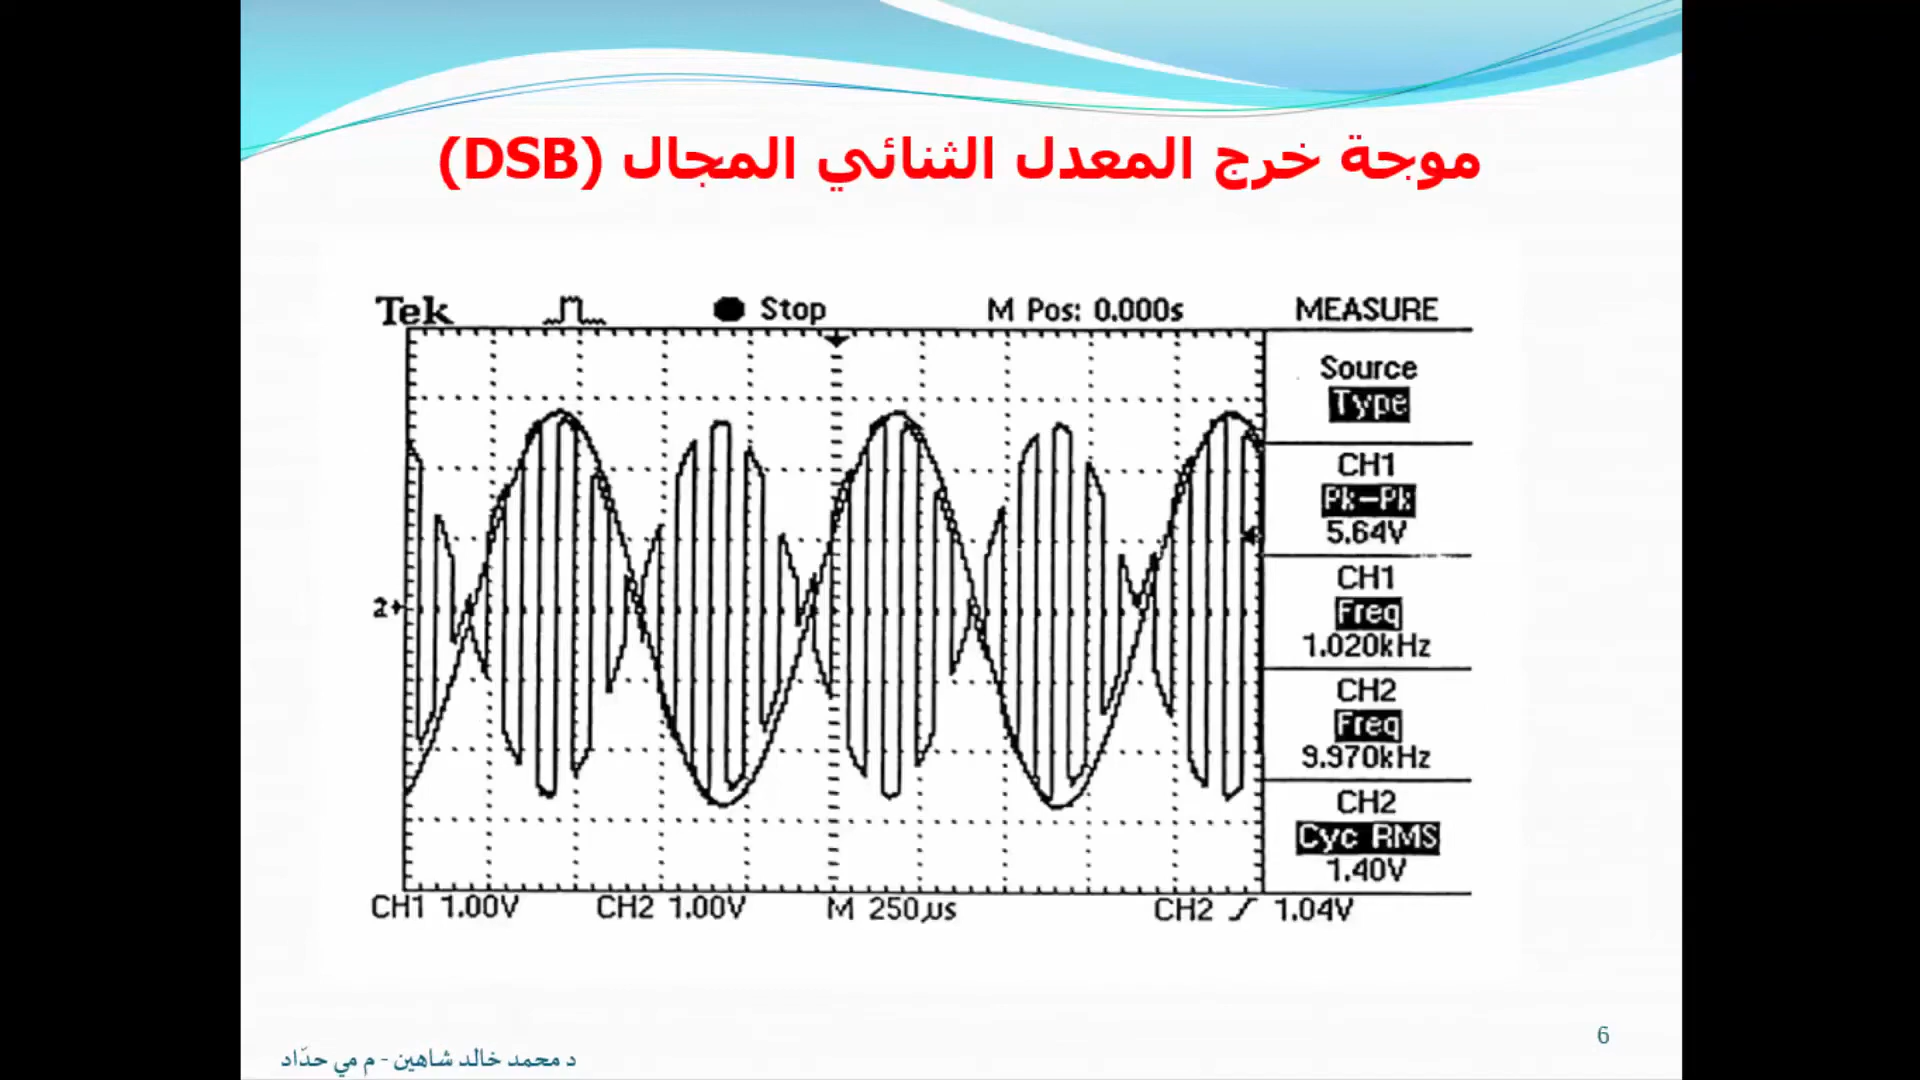 موجة خرج المعدل الثنائي المجال (DSB)
Tek Stop M Pos: 0.000s MEASURE
Source
Type
CH1
Pk-Pk
5.64V
CH1
Freq
1.020kHz
CH2
Freq
9.970kHz
CH2
Cyc RMS
1.40V
2
CH1 1.00V CH2 1.00V M 250µs CH2 1.04V
6
د محمد خالد شاهين - م مي حدّاد